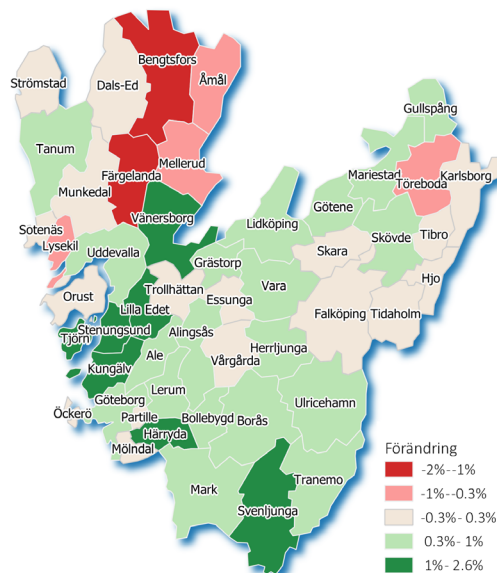 Bengtsfors
Åmål
Strömstad
Dals-Ed
Gullspång
Tanum
Mellerud
Färgelanda
Mariestad
Töreboda
Karlsborg
Munkedal
Vänersborg
Götene
Sotenäs
Lysekil
Lidköping
Skövde
Tibro
Uddevalla
Skara
Grästorp
Hjo
Trollhättan
Vara
Orust
Essunga
Lilla Edet
Falköping
Tidaholm
Stenungsund
Tjörn
Alingsås
Herrljunga
Ale
Vårgårda
Kungälv
Lerum
Göteborg
Ulricehamn
Öckerö
Partille
Bollebygd
Borås
Härryda
Mölndal
Förändring
-2%--1%
Tranemo
Mark
-1%-0.3%
Svenljunga
-0.3%- 0.3%
0.3%- 1%
1%- 2.6%